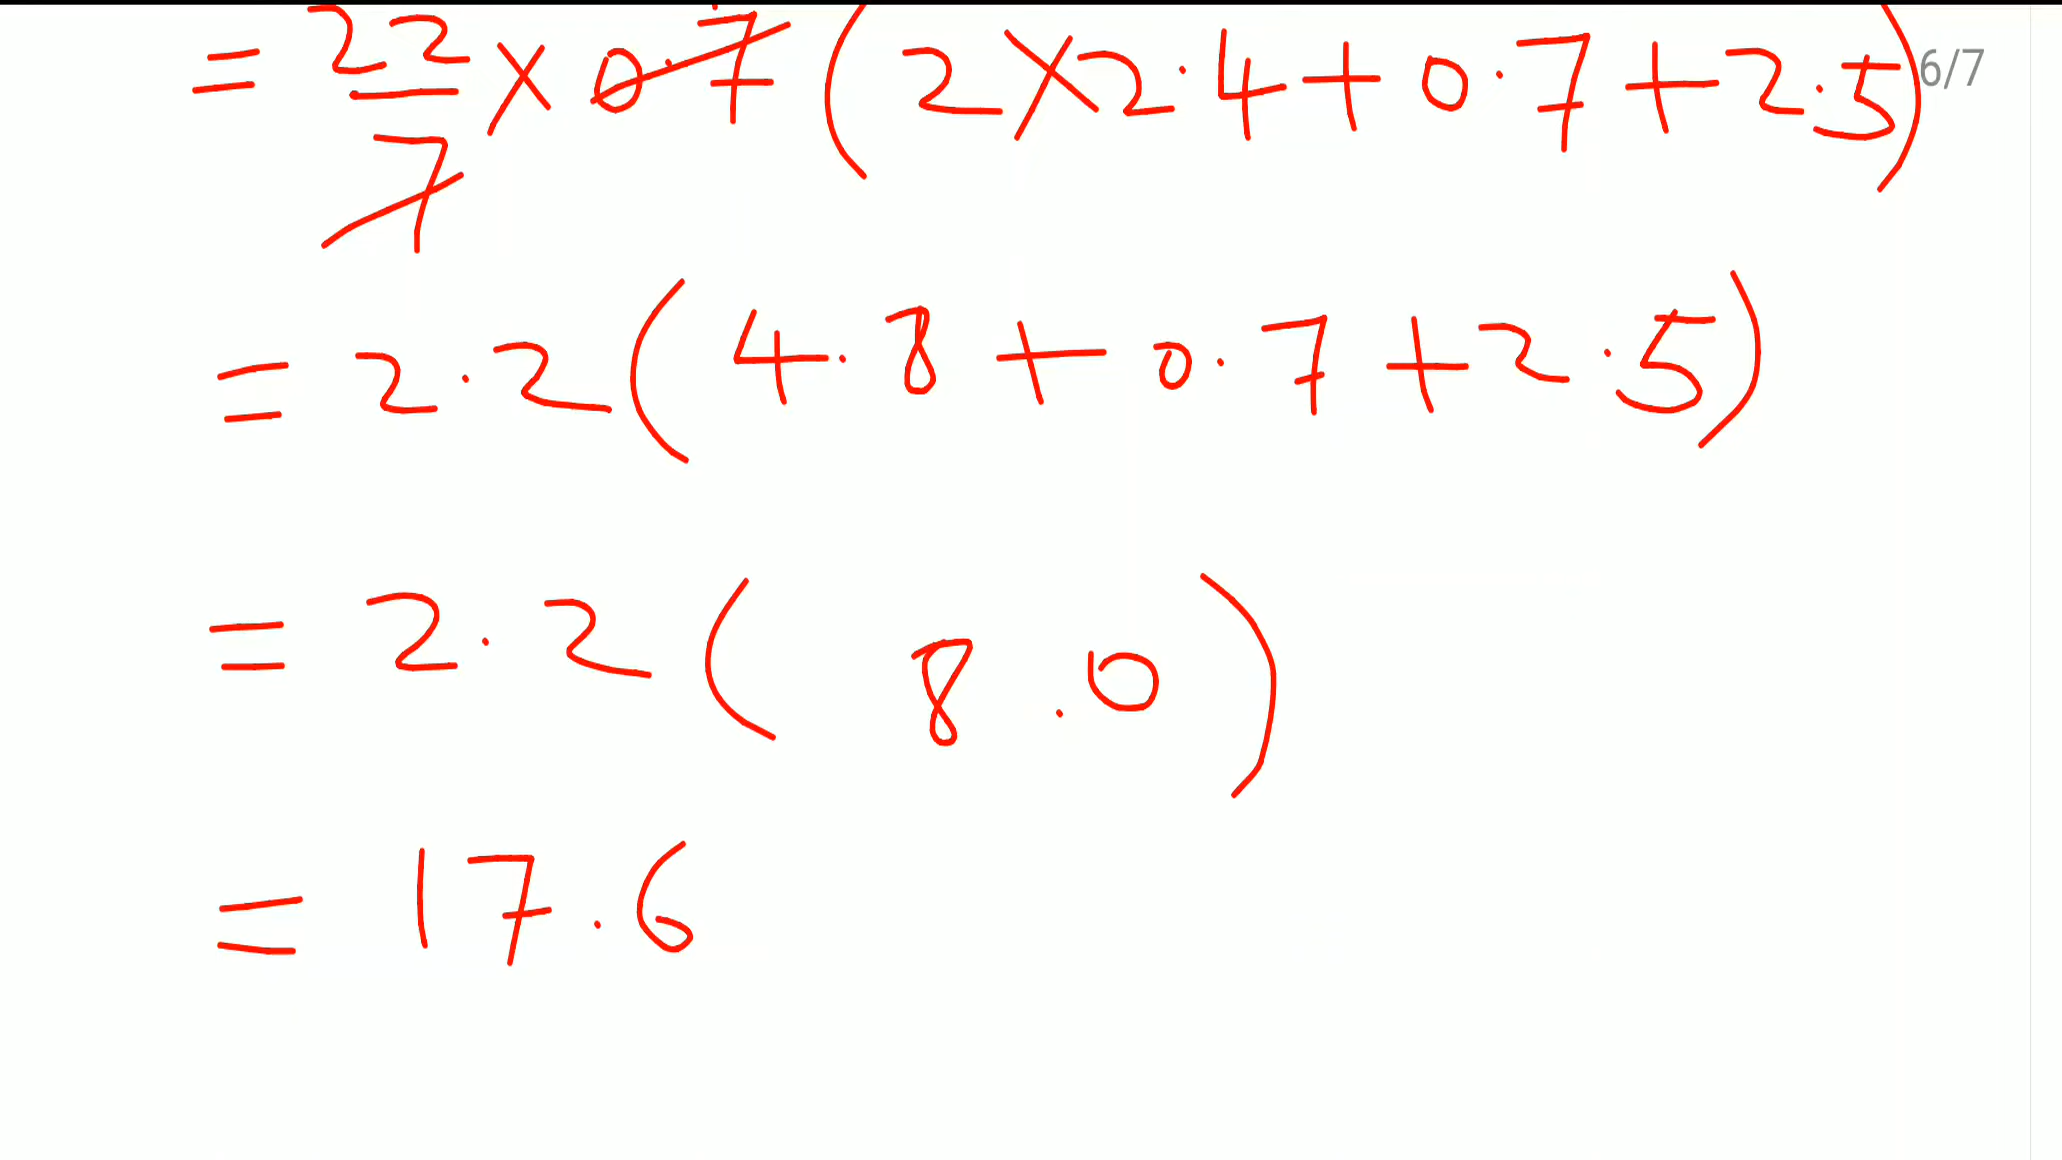 = 22/7 × 0.7 (2×2.4+0.7+2.5)
6/7
= 2.2(4.8+0.7+2.5)
= 2.2( 8.0 )
= 17.6